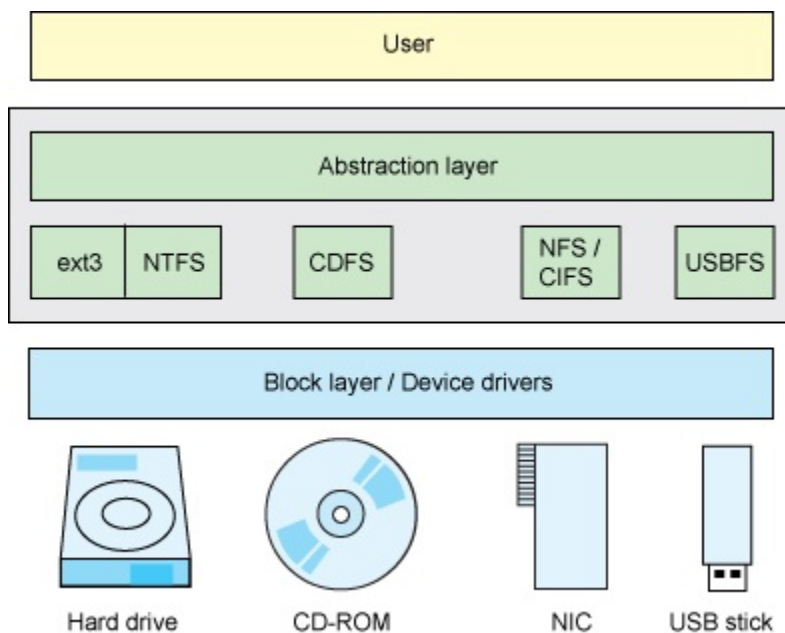 User
Abstraction layer
ext3
NTFS
CDFS
NFS /
CIFS
USBFS
Block layer / Device drivers
Hard drive
CD-ROM
NIC
USB stick